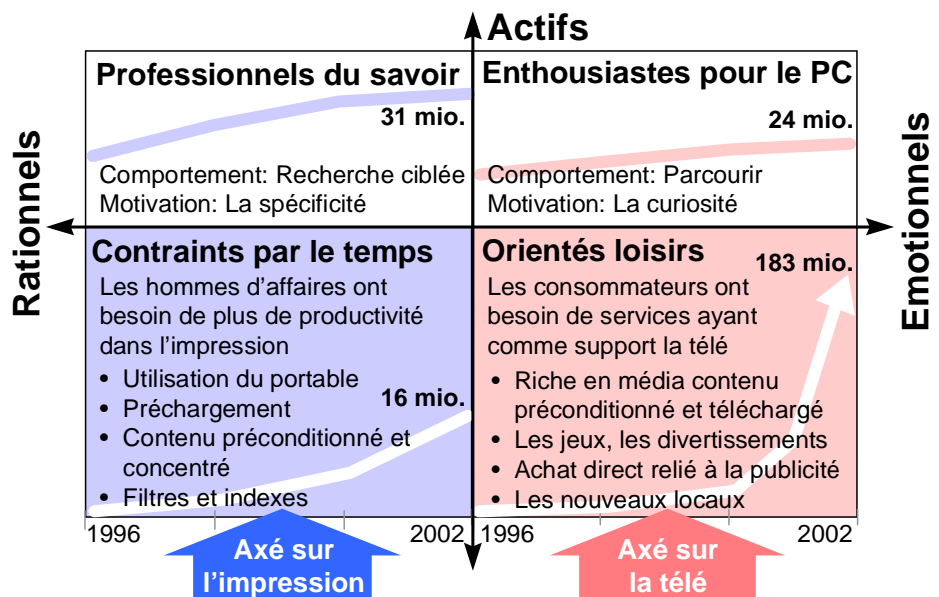 Actifs
Rationnels
Emotionnels
Professionnels du savoir
31 mio.
Comportement: Recherche ciblée
Motivation: La spécificité
Enthousiastes pour le PC
24 mio.
Comportement: Parcourir
Motivation: La curiosité
Contraints par le temps
Les hommes d’affaires ont
besoin de plus de productivité
dans l’impression
• Utilisation du portable
16 mio.
• Préchargement
• Contenu préconditionné et
concentré
• Filtres et indexes
1996
2002
Orientés loisirs
183 mio.
Les consommateurs ont
besoin de services ayant
comme support la télé
• Riche en média contenu
préconditionné et téléchargé
• Les jeux, les divertissements
• Achat direct relié à la publicité
• Les nouveaux locaux
1996
2002
Axé sur
l’impression
Axé sur
la télé